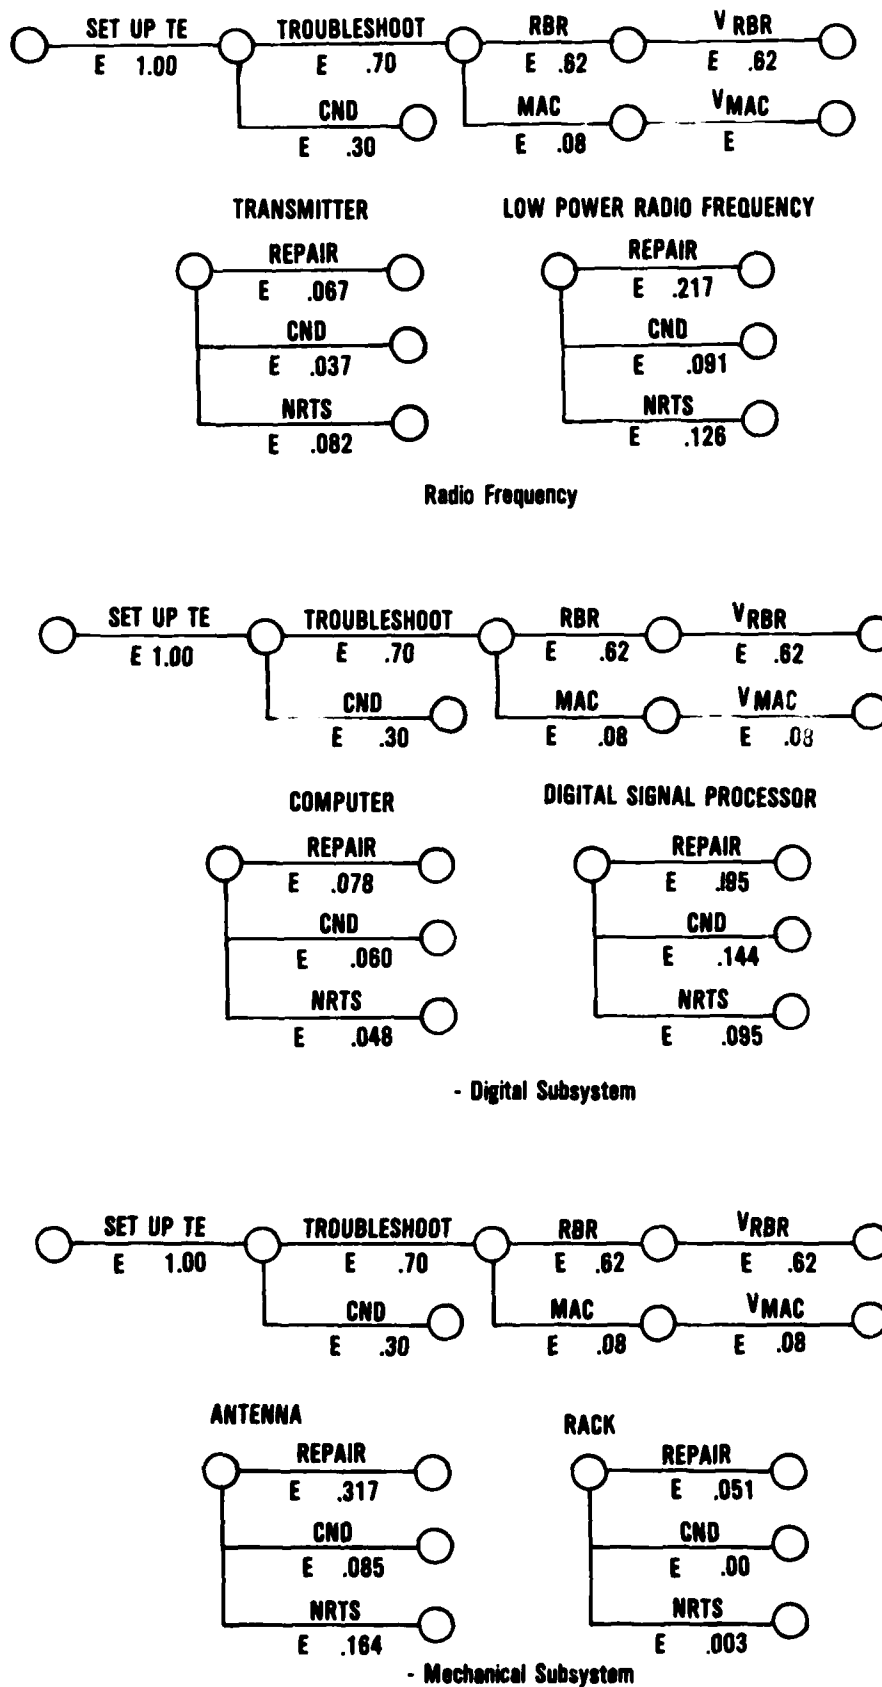 SET UP TE TROUBLESHOOT RBR V RBR
E 1.00 E .70 E .62 E .62
CND MAC VMAC
E .30 E .08 E
TRANSMITTER LOW POWER RADIO FREQUENCY
REPAIR REPAIR
E .067 E .217
CND CND
E .037 E .091
NRTS NRTS
E .082 E .126
Radio Frequency
SET UP TE TROUBLESHOOT RBR VRBR
E 1.00 E .70 E .62 E .62
CND MAC VMAC
E .30 E .08 E .08
COMPUTER DIGITAL SIGNAL PROCESSOR
REPAIR REPAIR
E .078 E .195
CND CND
E .060 E .144
NRTS NRTS
E .048 E .095
- Digital Subsystem
SET UP TE TROUBLESHOOT RBR VRBR
E 1.00 E .70 E .62 E .62
CND MAC VMAC
E .30 E .08 E .08
ANTENNA RACK
REPAIR REPAIR
E .317 E .051
CND CND
E .085 E .00
NRTS NRTS
E .164 E .003
- Mechanical Subsystem